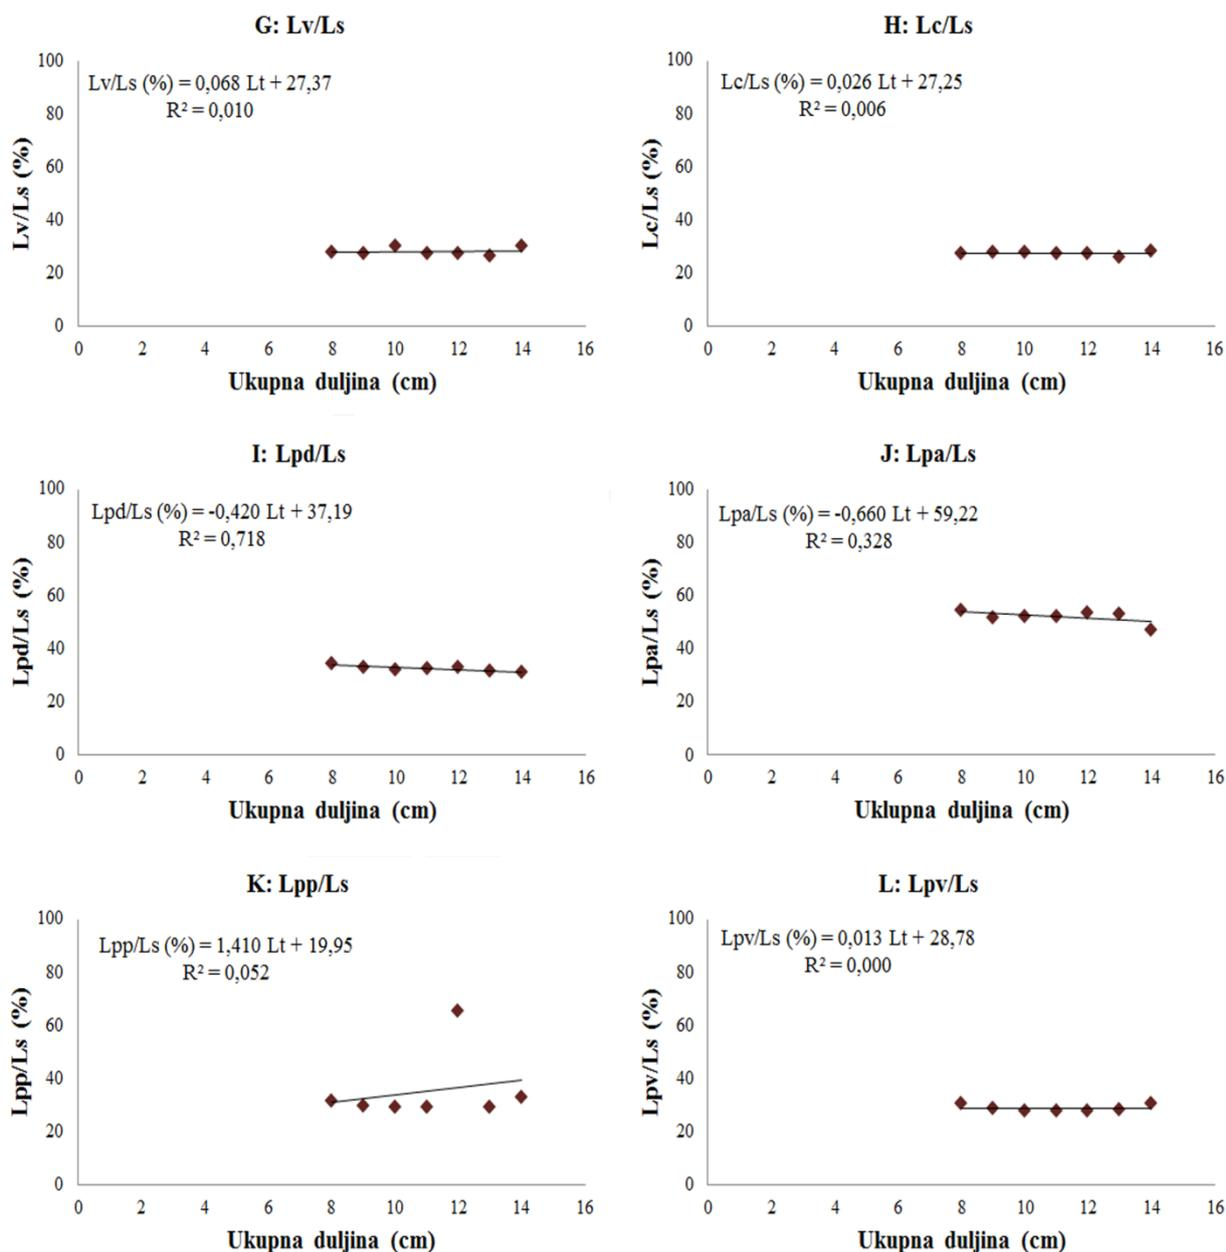 G: Lv/Ls
Lv/Ls (%) = 0,068 Lt + 27,37
R² = 0,010
Lv/Ls (%)
100
80
60
40
20
0
0 2 4 6 8 10 12 14 16
Ukupna duljina (cm)
H: Lc/Ls
Lc/Ls (%) = 0,026 Lt + 27,25
R² = 0,006
Lc/Ls (%)
100
80
60
40
20
0
0 2 4 6 8 10 12 14 16
Ukupna duljina (cm)
I: Lpd/Ls
Lpd/Ls (%) = -0,420 Lt + 37,19
R² = 0,718
Lpd/Ls (%)
100
80
60
40
20
0
0 2 4 6 8 10 12 14 16
Ukupna duljina (cm)
J: Lpa/Ls
Lpa/Ls (%) = -0,660 Lt + 59,22
R² = 0,328
Lpa/Ls (%)
100
80
60
40
20
0
0 2 4 6 8 10 12 14 16
Uklupna duljina (cm)
K: Lpp/Ls
Lpp/Ls (%) = 1,410 Lt + 19,95
R² = 0,052
Lpp/Ls (%)
100
80
60
40
20
0
0 2 4 6 8 10 12 14 16
Ukupna duljina (cm)
L: Lpv/Ls
Lpv/Ls (%) = 0,013 Lt + 28,78
R² = 0,000
Lpv/Ls (%)
100
80
60
40
20
0
0 2 4 6 8 10 12 14 16
Ukupna duljina (cm)